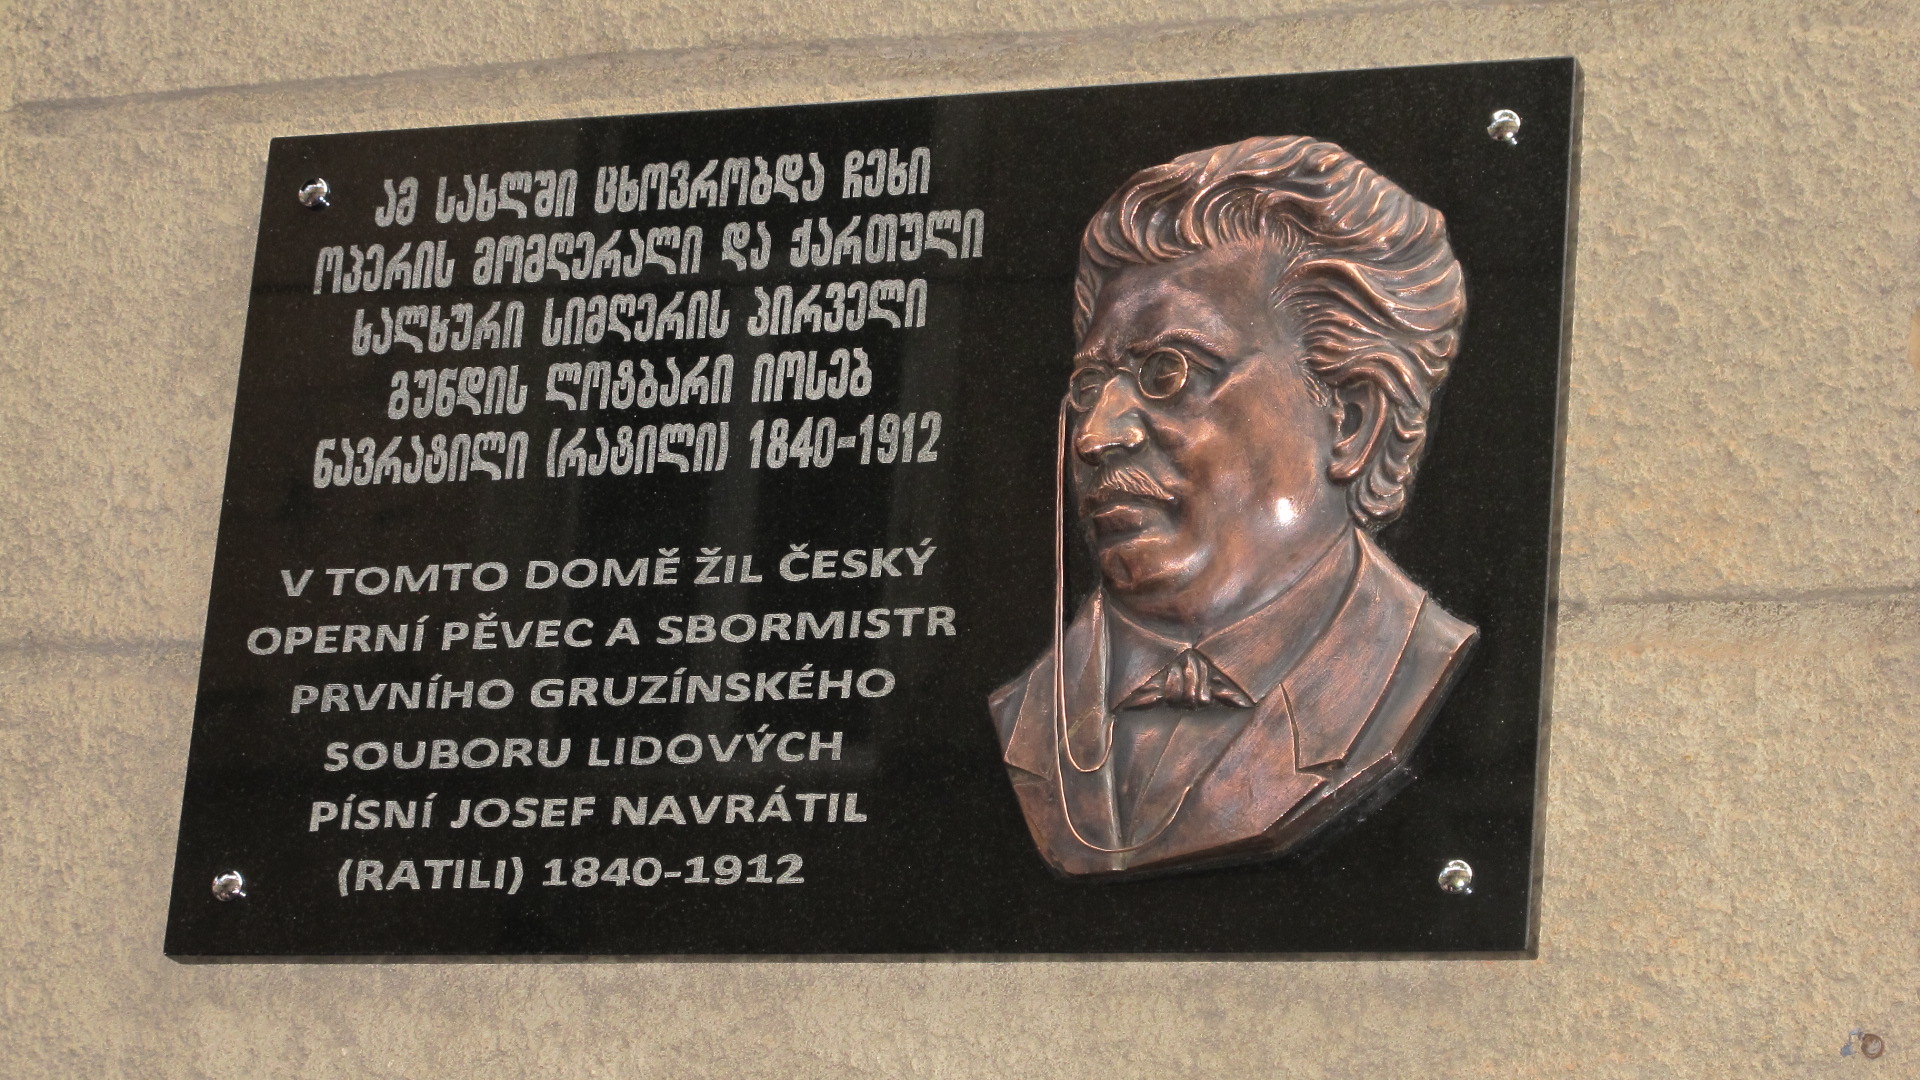 ამ სახლში ცხოვრობდა ჩეხი
ოპერის მომღერალი და ქართული
ხალხური სიმღერის პირველი
გუნდის ლოტბარი იოსებ
ნავრატილი (რატილი) 1840-1912
V TOMTO DOMĚ ŽIL ČESKÝ
OPERNÍ PĚVEC A SBORMISTR
PRVNÍHO GRUZÍNSKÉHO
SOUBORU LIDOVÝCH
PÍSNÍ JOSEF NAVRÁTIL
(RATILI) 1840-1912